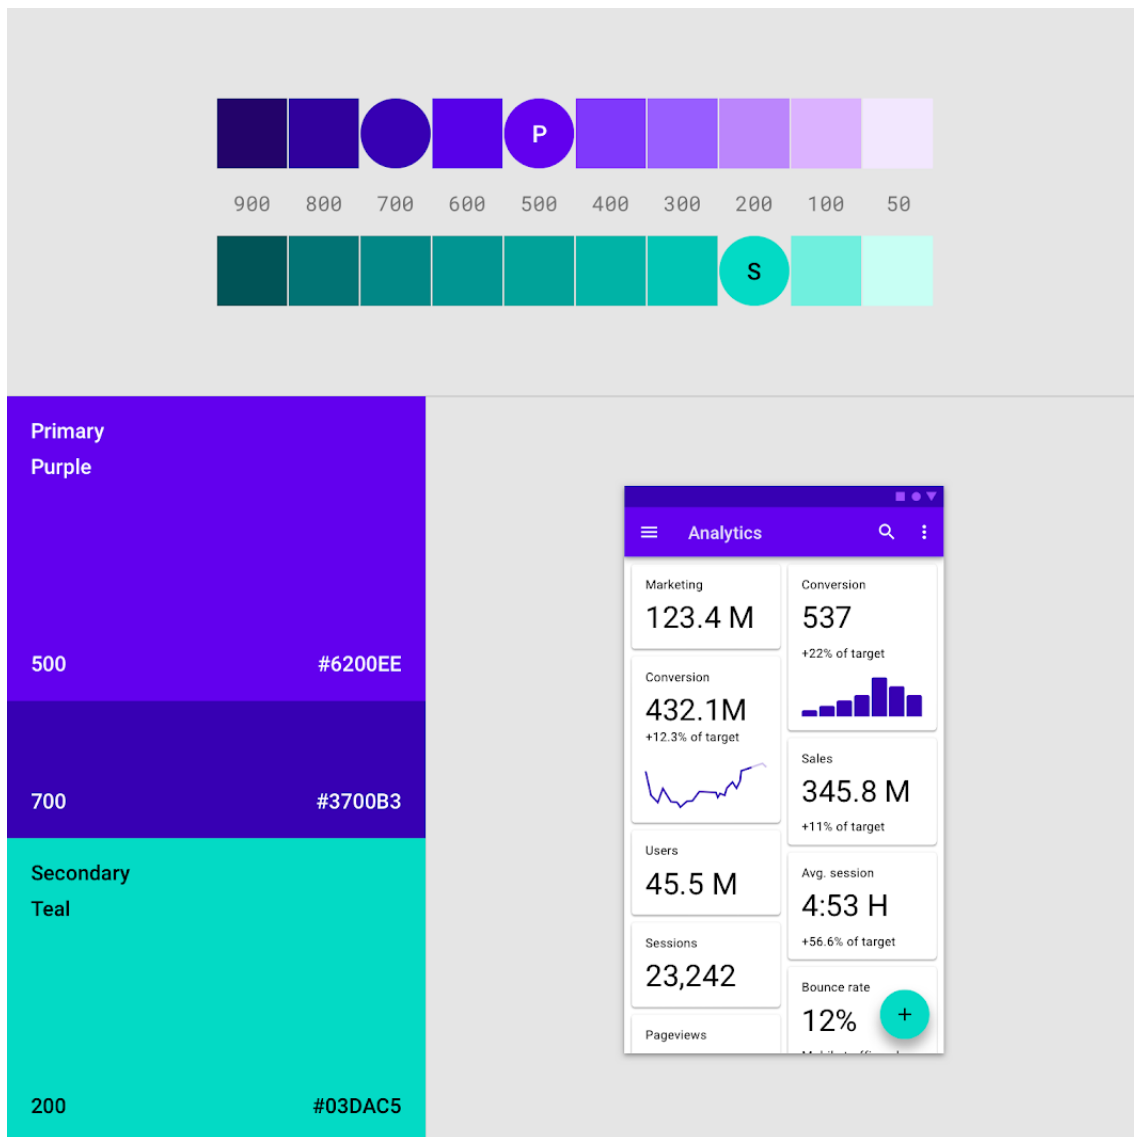 P
900 800 700 600 500 400 300 200 100 50
S
Primary
Purple
500 #6200EE
700 #3700B3
Secondary
Teal
200 #03DAC5
Analytics
Marketing
123.4 M
Conversion
432.1M
+12.3% of target
Users
45.5 M
Sessions
23,242
Pageviews
Conversion
537
+22% of target
Sales
345.8 M
+11% of target
Avg. session
4:53 H
+56.6% of target
Bounce rate
12%
+